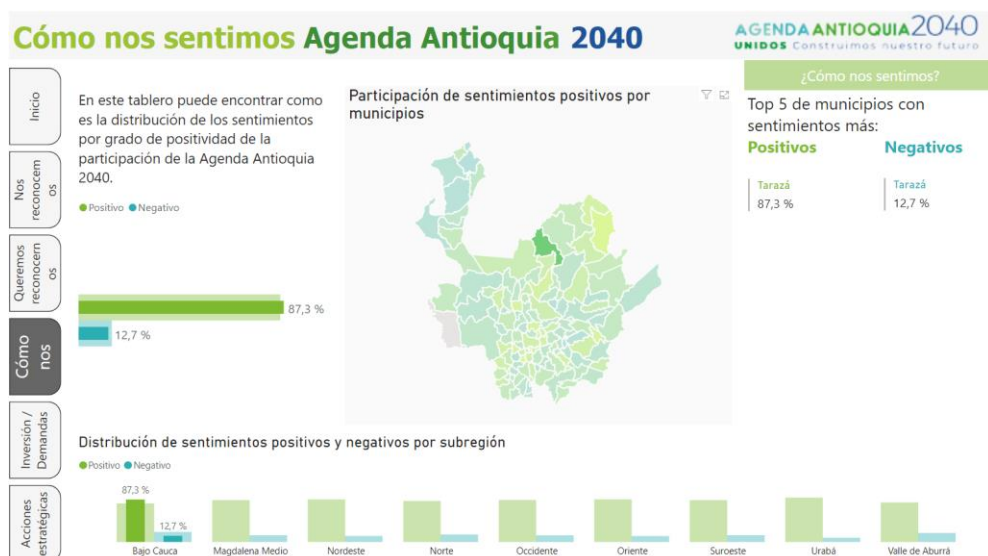 Cómo nos sentimos Agenda Antioquia 2040
AGENDA ANTIOQUIA 2040
UNIDOS Construimos nuestro futuro
Inicio
Nos
reconocem
os
Queremos
reconocern
os
Cómo
nos
Inversión /
Demandas
Acciones
estratégicas
En este tablero puede encontrar como
es la distribución de los sentimientos
por grado de positividad de la
participación de la Agenda Antioquia
2040.
Positivo Negativo
87,3 %
12,7 %
Participación de sentimientos positivos por
municipios
¿Cómo nos sentimos?
Top 5 de municipios con
sentimientos más:
Positivos Negativos
Tarazá Tarazá
87,3 % 12,7 %
Distribución de sentimientos positivos y negativos por subregión
Positivo Negativo
87,3 %
12,7 %
Bajo Cauca Magdalena Medio Nordeste Norte Occidente Oriente Suroeste Urabá Valle de Aburrá